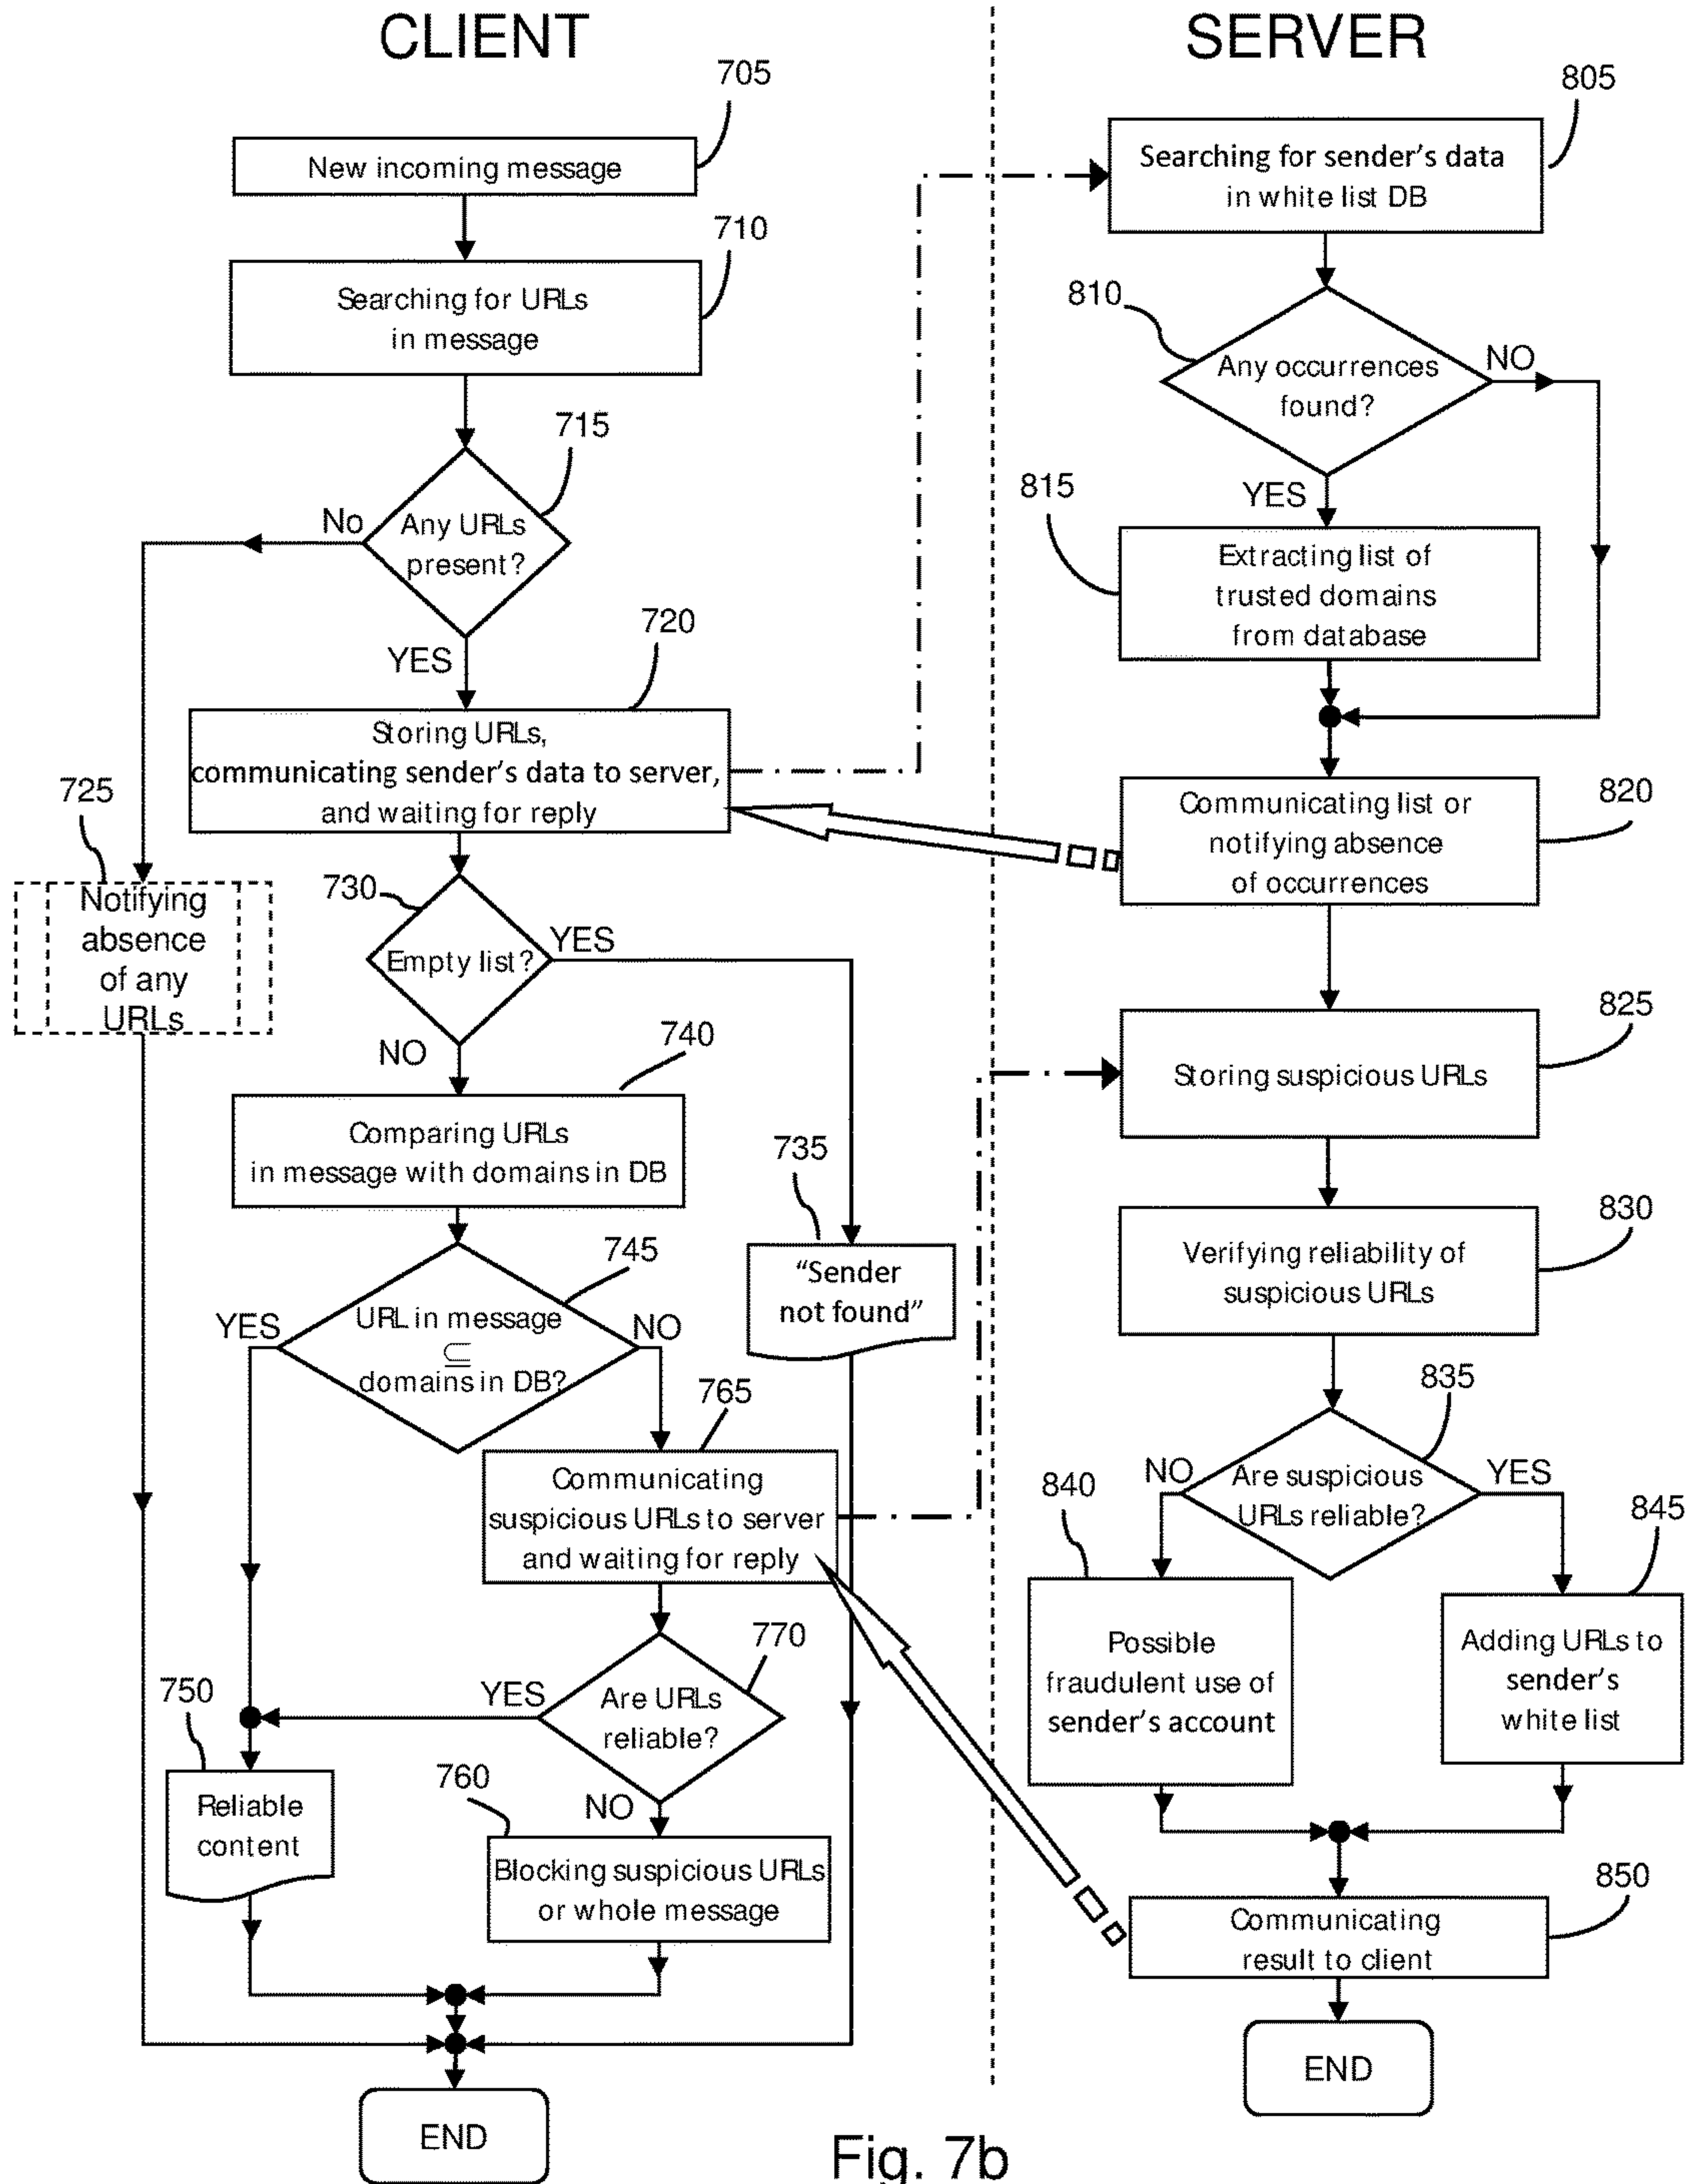 CLIENT
705
New incoming message
710
Searching for URLs
in message
715
No
Any URLs
present?
YES
720
Storing URLs,
communicating sender's data to server,
and waiting for reply
725
Notifying
absence
of any
URLs
730
Empty list?
YES
NO
740
Comparing URLs
in message with domains in DB
735
“Sender
not found”
745
YES
URL in message
⊆
domains in DB?
NO
765
Communicating
suspicious URLs to server
and waiting for reply
770
YES
Are URLs
reliable?
NO
750
Reliable
content
760
Blocking suspicious URLs
or whole message
END
SERVER
805
Searching for sender's data
in white list DB
810
Any occurrences
found?
NO
YES
815
Extracting list of
trusted domains
from database
820
Communicating list or
notifying absence
of occurrences
825
Storing suspicious URLs
830
Verifying reliability of
suspicious URLs
835
NO
Are suspicious
URLs reliable?
YES
840
Possible
fraudulent use of
sender's account
845
Adding URLs to
sender's
white list
850
Communicating
result to client
END
Fig. 7b